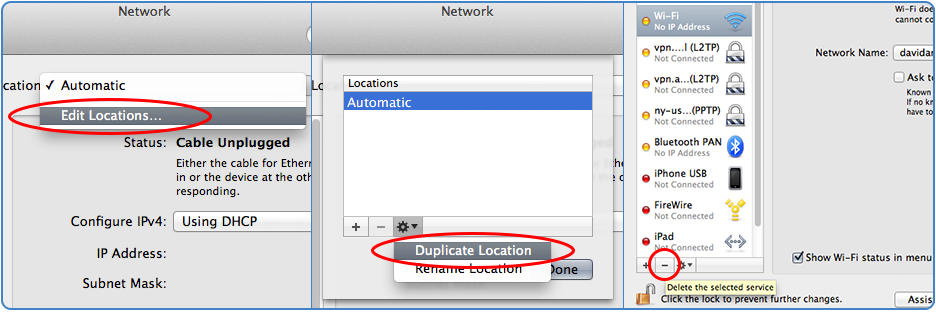 Network
cation
✓ Automatic
Edit Locations...
Status: Cable Unplugged
Either the cable for Ethern
in or the device at the oth
responding.
Configure IPv4: Using DHCP
IP Address:
Subnet Mask:
Network
Lo
Locations
Automatic
+ −
Duplicate Location
Rename Location
Done
Wi-Fi
No IP Address
vpn....l (L2TP)
Not Connected
vpn.a...(L2TP)
Not Connected
ny-us...(PPTP)
Not Connected
Bluetooth PAN
No IP Address
iPhone USB
Not Connected
FireWire
Not Connected
iPad
Not Connected
+ −
Delete the selected service
Click the lock to prevent further changes.
Wi-Fi doe
cannot co
Network Name: davidan
Ask to
Known
If no kn
have to
Show Wi-Fi status in menu
Assis